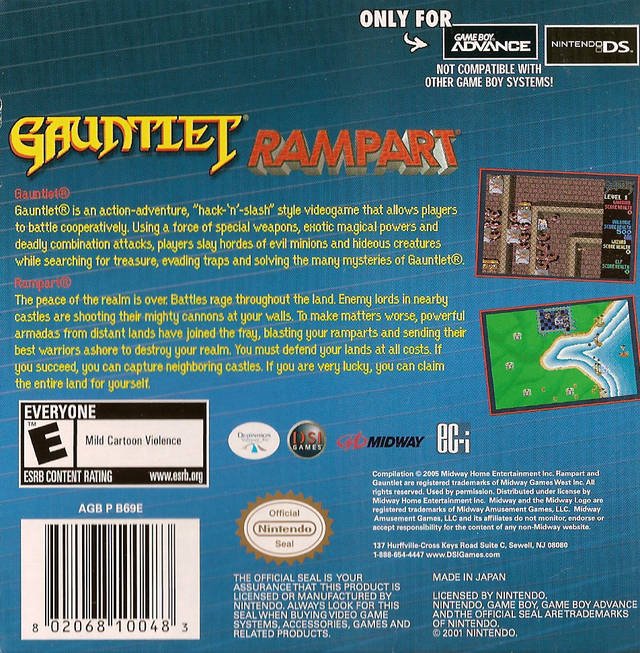 ONLY FOR
GAME BOY
ADVANCE
NINTENDO DS
NOT COMPATIBLE WITH
OTHER GAME BOY SYSTEMS!
GAUNTLET RAMPART
Gauntlet®
Gauntlet® is an action-adventure, "hack-'n'-slash" style videogame that allows players
to battle cooperatively. Using a force of special weapons, exotic magical powers and
deadly combination attacks, players slay hordes of evil minions and hideous creatures
while searching for treasure, evading traps and solving the many mysteries of Gauntlet®.
Rampart®
The peace of the realm is over. Battles rage throughout the land. Enemy lords in nearby
castles are shooting their mighty cannons at your walls. To make matters worse, powerful
armadas from distant lands have joined the fray, blasting your ramparts and sending their
best warriors ashore to destroy your realm. You must defend your lands at all costs. If
you succeed, you can capture neighboring castles. If you are very lucky, you can claim
the entire land for yourself.
LEVEL 1
EVERYONE
E
TM
Mild Cartoon Violence
ESRB CONTENT RATING www.esrb.org
DSI
GAMES
MIDWAY
AGB P B69E
8 02068 10048 3
Official
Nintendo
Seal
Compilation © 2005 Midway Home Entertainment Inc. Rampart and
Gauntlet are registered trademarks of Midway Games West Inc. All
rights reserved. Used by permission. Distributed under license by
Midway Home Entertainment Inc. Midway and the Midway Logo are
registered trademarks of Midway Amusement Games, LLC. Midway
Amusement Games, LLC and its affiliates do not monitor, endorse or
accept responsibility for the content of any non-Midway website.
137 Hurffville-Cross Keys Road Suite C, Sewell, NJ 08080
1-888-654-4447 www.DSIGames.com
THE OFFICIAL SEAL IS YOUR
ASSURANCE THAT THIS PRODUCT IS
LICENSED OR MANUFACTURED BY
NINTENDO. ALWAYS LOOK FOR THIS
SEAL WHEN BUYING VIDEO GAME
SYSTEMS, ACCESSORIES, GAMES AND
RELATED PRODUCTS.
MADE IN JAPAN
LICENSED BY NINTENDO.
NINTENDO, GAME BOY, GAME BOY ADVANCE
AND THE OFFICIAL SEAL ARE TRADEMARKS
OF NINTENDO.
© 2001 NINTENDO.